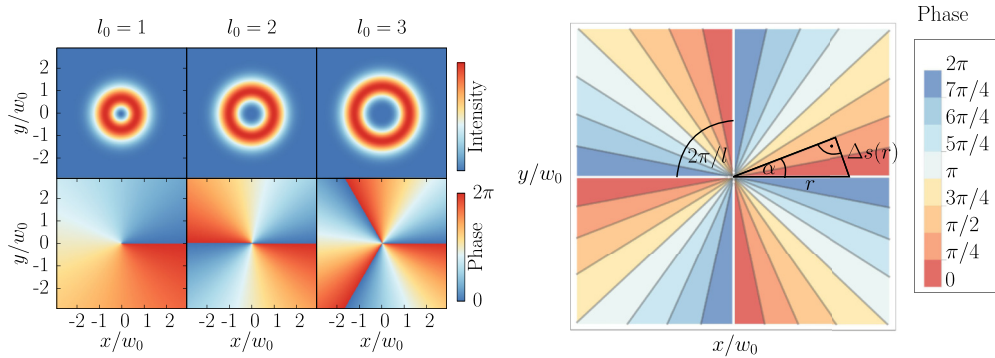 l₀ = 1 l₀ = 2 l₀ = 3
2
1
0
-1
-2
y/w₀
Intensity
2
1
0
-1
-2
y/w₀
2π
Phase
0
-2 -1 0 1 2 -2 -1 0 1 2 -2 -1 0 1 2
x/w₀ x/w₀ x/w₀
y/w₀
2π/l
α
r
Δs(r)
x/w₀
Phase
2π
7π/4
6π/4
5π/4
π
3π/4
π/2
π/4
0